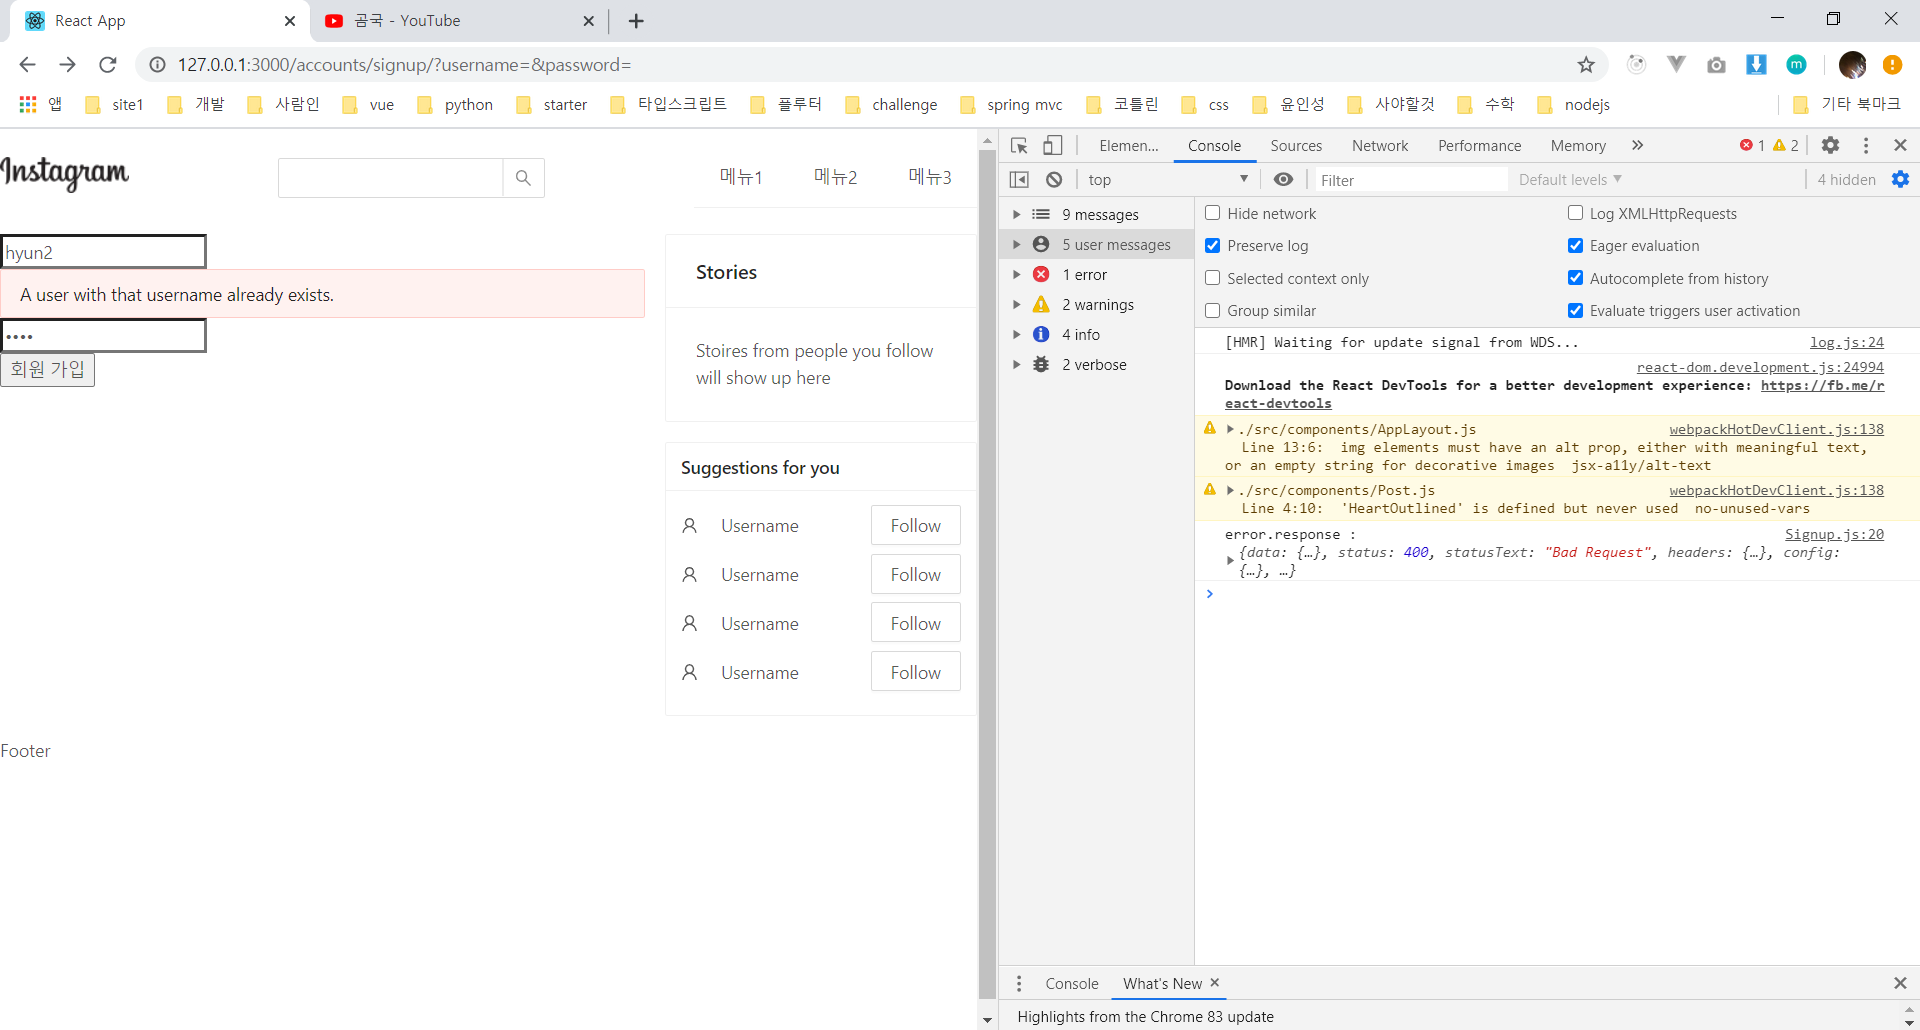 React App
곰국 - YouTube
127.0.0.1:3000/accounts/signup/?username=&password=
앱 site1 개발 사람인 vue python starter 타입스크립트 플루터 challenge spring mvc 코틀린 css 윤인성 사야할것 수학 nodejs 기타 북마크
Instagram
메뉴1 메뉴2 메뉴3
hyun2
A user with that username already exists.
회원 가입
Stories
Stoires from people you follow
will show up here
Suggestions for you
Username Follow
Username Follow
Username Follow
Username Follow
Footer
Elemen... Console Sources Network Performance Memory 1 2
top Filter Default levels 4 hidden
9 messages
5 user messages
1 error
2 warnings
4 info
2 verbose
Hide network Log XMLHttpRequests
Preserve log Eager evaluation
Selected context only Autocomplete from history
Group similar Evaluate triggers user activation
[HMR] Waiting for update signal from WDS... log.js:24
react-dom.development.js:24994
Download the React DevTools for a better development experience: https://fb.me/r
eact-devtools
./src/components/AppLayout.js webpackHotDevClient.js:138
Line 13:6: img elements must have an alt prop, either with meaningful text,
or an empty string for decorative images jsx-a11y/alt-text
./src/components/Post.js webpackHotDevClient.js:138
Line 4:10: 'HeartOutlined' is defined but never used no-unused-vars
error.response : Signup.js:20
{data: {…}, status: 400, statusText: "Bad Request", headers: {…}, config:
{…}, …}
Console What's New
Highlights from the Chrome 83 update